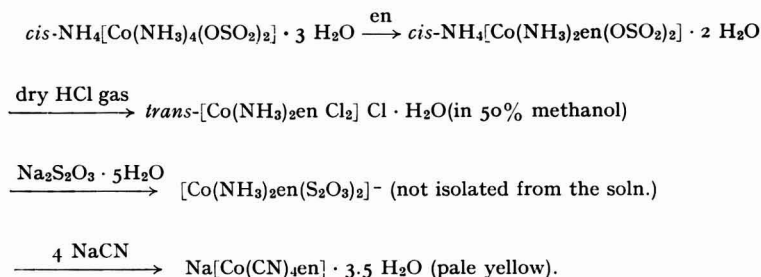 en
cis-NH₄[Co(NH₃)₄(OSO₂)₂] · 3 H₂O ⟶ cis-NH₄[Co(NH₃)₂en(OSO₂)₂] · 2 H₂O
dry HCl gas
⟶ trans-[Co(NH₃)₂en Cl₂] Cl · H₂O(in 50% methanol)
Na₂S₂O₃ · 5H₂O
⟶ [Co(NH₃)₂en(S₂O₃)₂]⁻ (not isolated from the soln.)
4 NaCN
⟶ Na[Co(CN)₄en] · 3.5 H₂O (pale yellow).